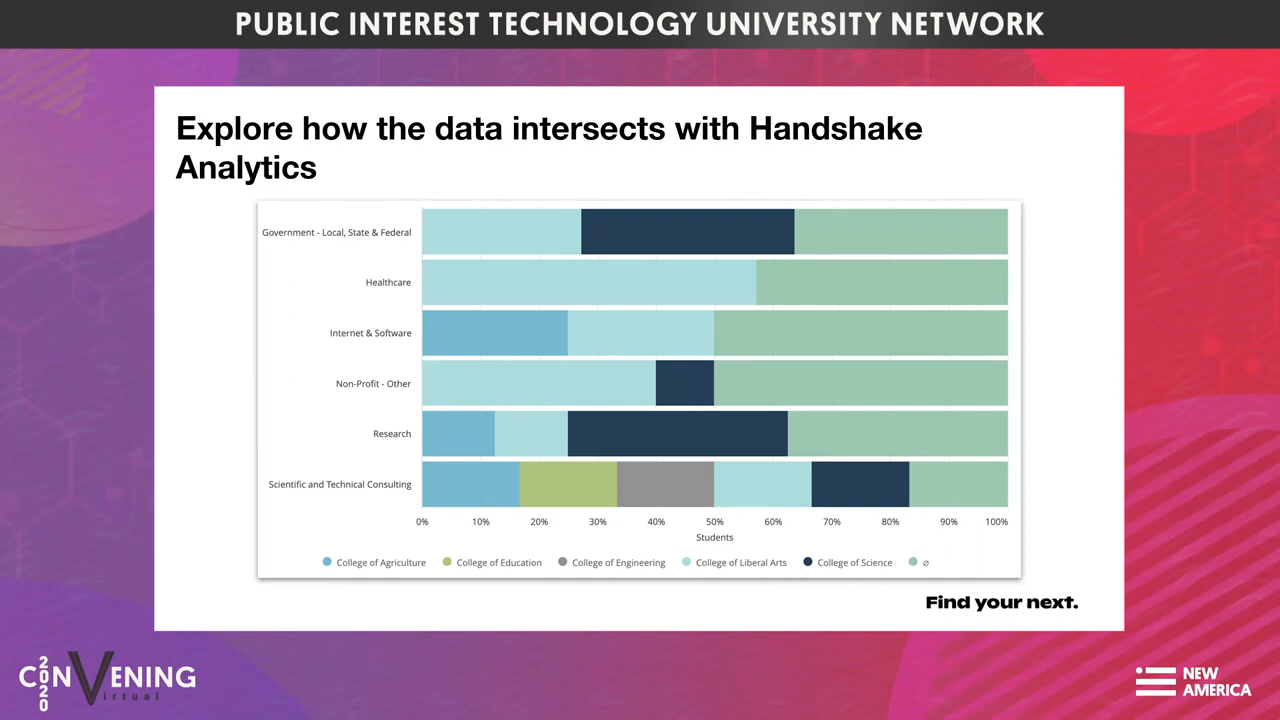 PUBLIC INTEREST TECHNOLOGY UNIVERSITY NETWORK
Explore how the data intersects with Handshake
Analytics
Government - Local, State & Federal
Healthcare
Internet & Software
Non-Profit - Other
Research
Scientific and Technical Consulting
0% 10% 20% 30% 40% 50% 60% 70% 80% 90% 100%
Students
College of Agriculture College of Education College of Engineering College of Liberal Arts College of Science ∅
Find your next.
2020
CONVENING
Virtual
NEW
AMERICA